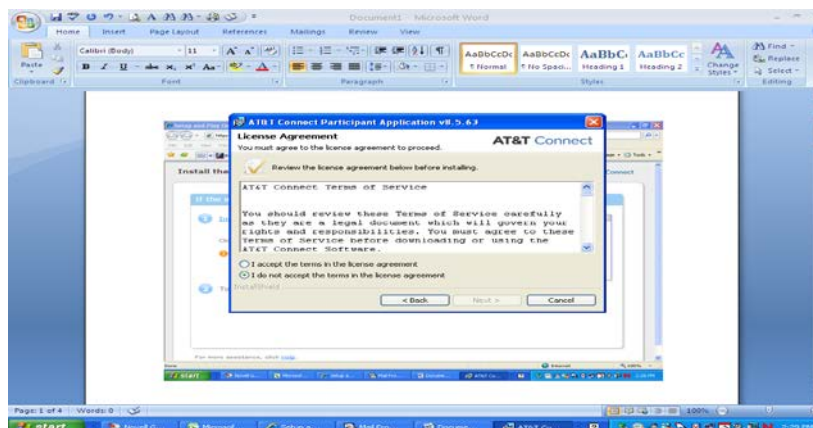 Document1 - Microsoft Word
Home Insert Page Layout References Mailings Review View
Paste
Calibri (Body) 11
AaBbCcDc AaBbCcDc AaBbC AaBbCc
¶ Normal ¶ No Spaci... Heading 1 Heading 2
Change Styles
Find
Replace
Select
Clipboard Font Paragraph Styles Editing
AT&T Connect Participant Application v8.5.63
License Agreement
You must agree to the license agreement to proceed.
AT&T Connect
Review the license agreement below before installing.
Install the
AT&T Connect Terms of Service
You should review these Terms of Service carefully
as they are a legal document which will govern your
rights and responsibilities. You must agree to these
Terms of Service before downloading or using the
AT&T Connect Software.
I accept the terms in the license agreement
I do not accept the terms in the license agreement
InstallShield
< Back Next > Cancel
For more assistance, click here.
Internet
start
Page: 1 of 4 Words: 0 100%
start